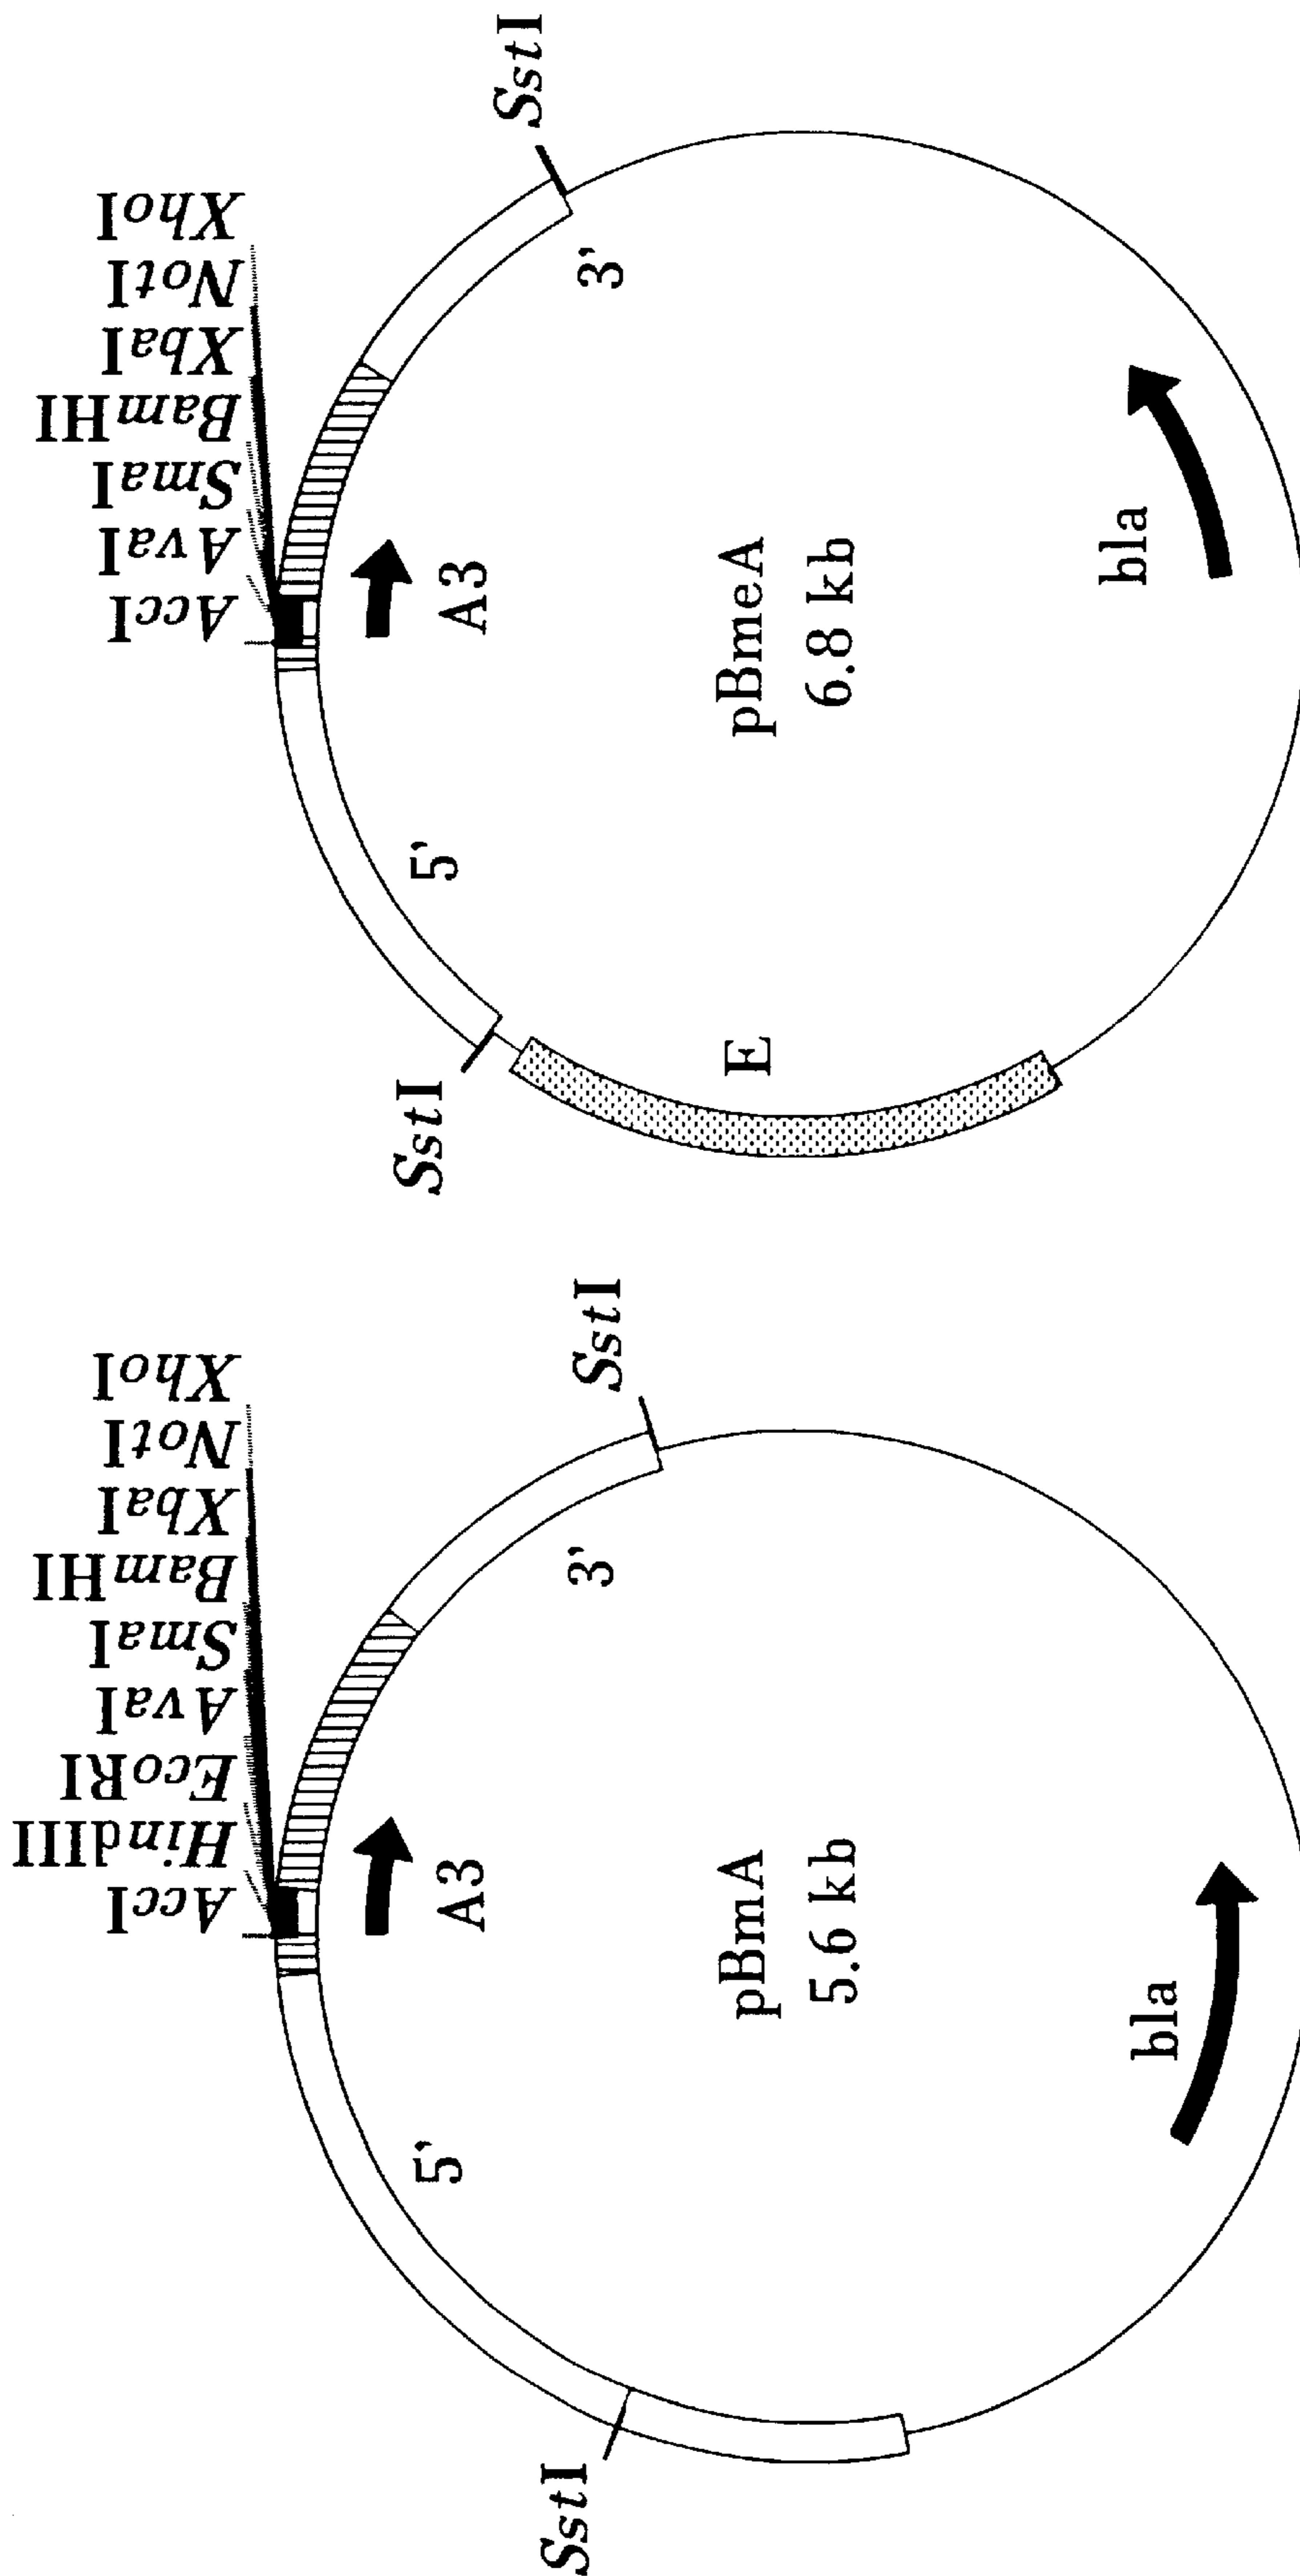 AccI
HindIII
EcoRI
AvaI
SmaI
BamHI
XbaI
NotI
XhoI
SstI
SstI
5'
3'
A3
pBmA
5.6 kb
bla
AccI
AvaI
SmaI
BamHI
XbaI
NotI
XhoI
SstI
SstI
5'
3'
A3
E
pBmeA
6.8 kb
bla